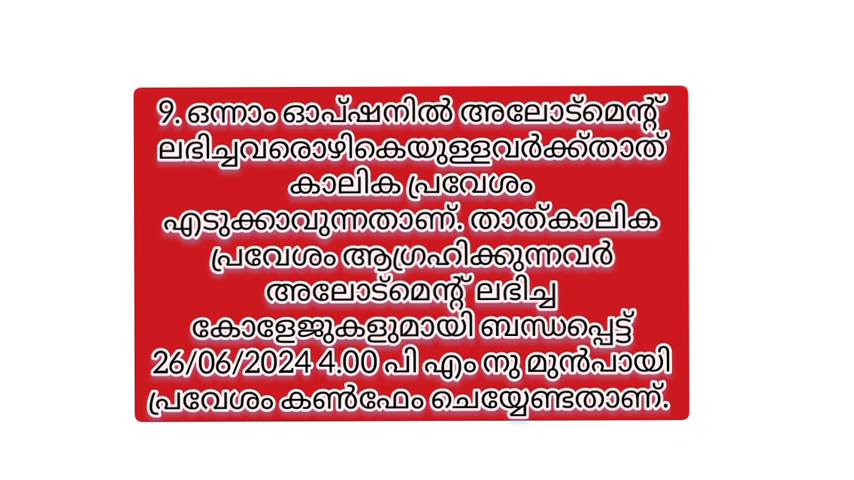 9. ഒന്നാം ഓപ്ഷനിൽ അലോട്മെന്റ്
ലഭിച്ചവരൊഴികെയുള്ളവർക്ക്താത്
കാലിക പ്രവേശം
എടുക്കാവുന്നതാണ്. താത്കാലിക
പ്രവേശം ആഗ്രഹിക്കുന്നവർ
അലോട്മെന്റ് ലഭിച്ച
കോളേജുകളുമായി ബന്ധപ്പെട്ട്
26/06/2024 4.00 പി എം നു മുൻപായി
പ്രവേശം കൺഫേം ചെയ്യേണ്ടതാണ്.